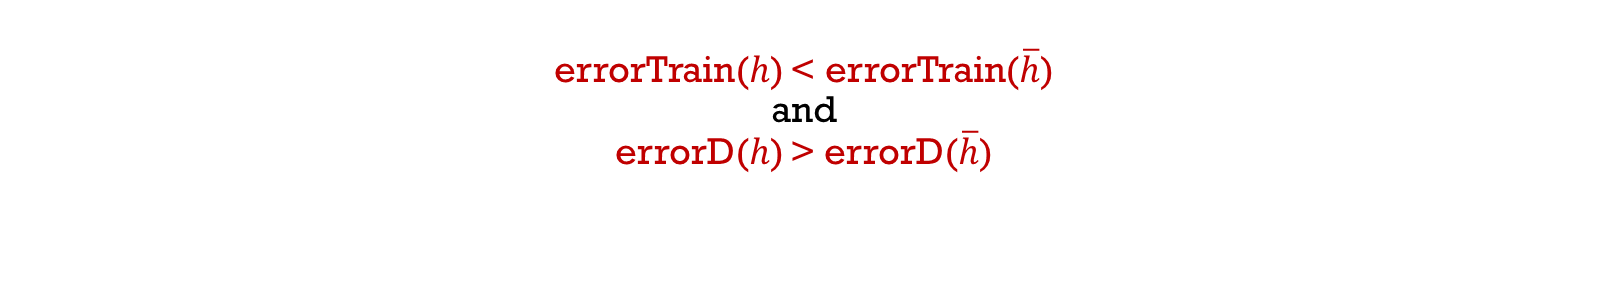 errorTrain(h) < errorTrain(h̅)
and
errorD(h) > errorD(h̅)